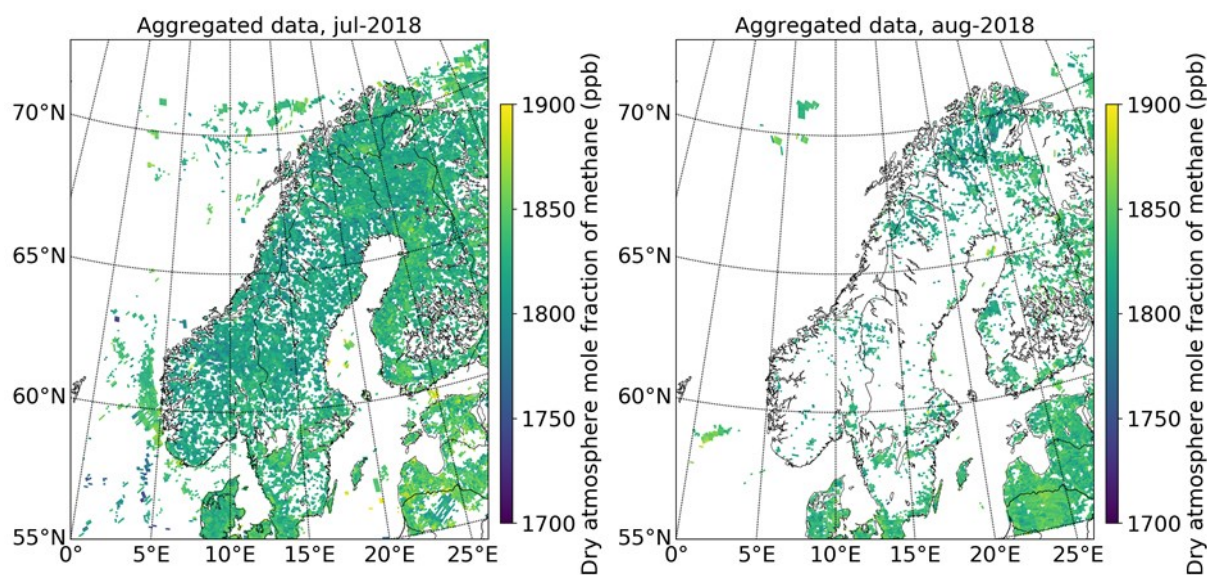 Aggregated data, jul-2018
70°N
65°N
60°N
55°N
0 5°E 10°E 15°E 20°E 25°E
1900
1850
1800
1750
1700
Dry atmosphere mole fraction of methane (ppb)
Aggregated data, aug-2018
70°N
65°N
60°N
55°N
0 5°E 10°E 15°E 20°E 25°E
1900
1850
1800
1750
1700
Dry atmosphere mole fraction of methane (ppb)